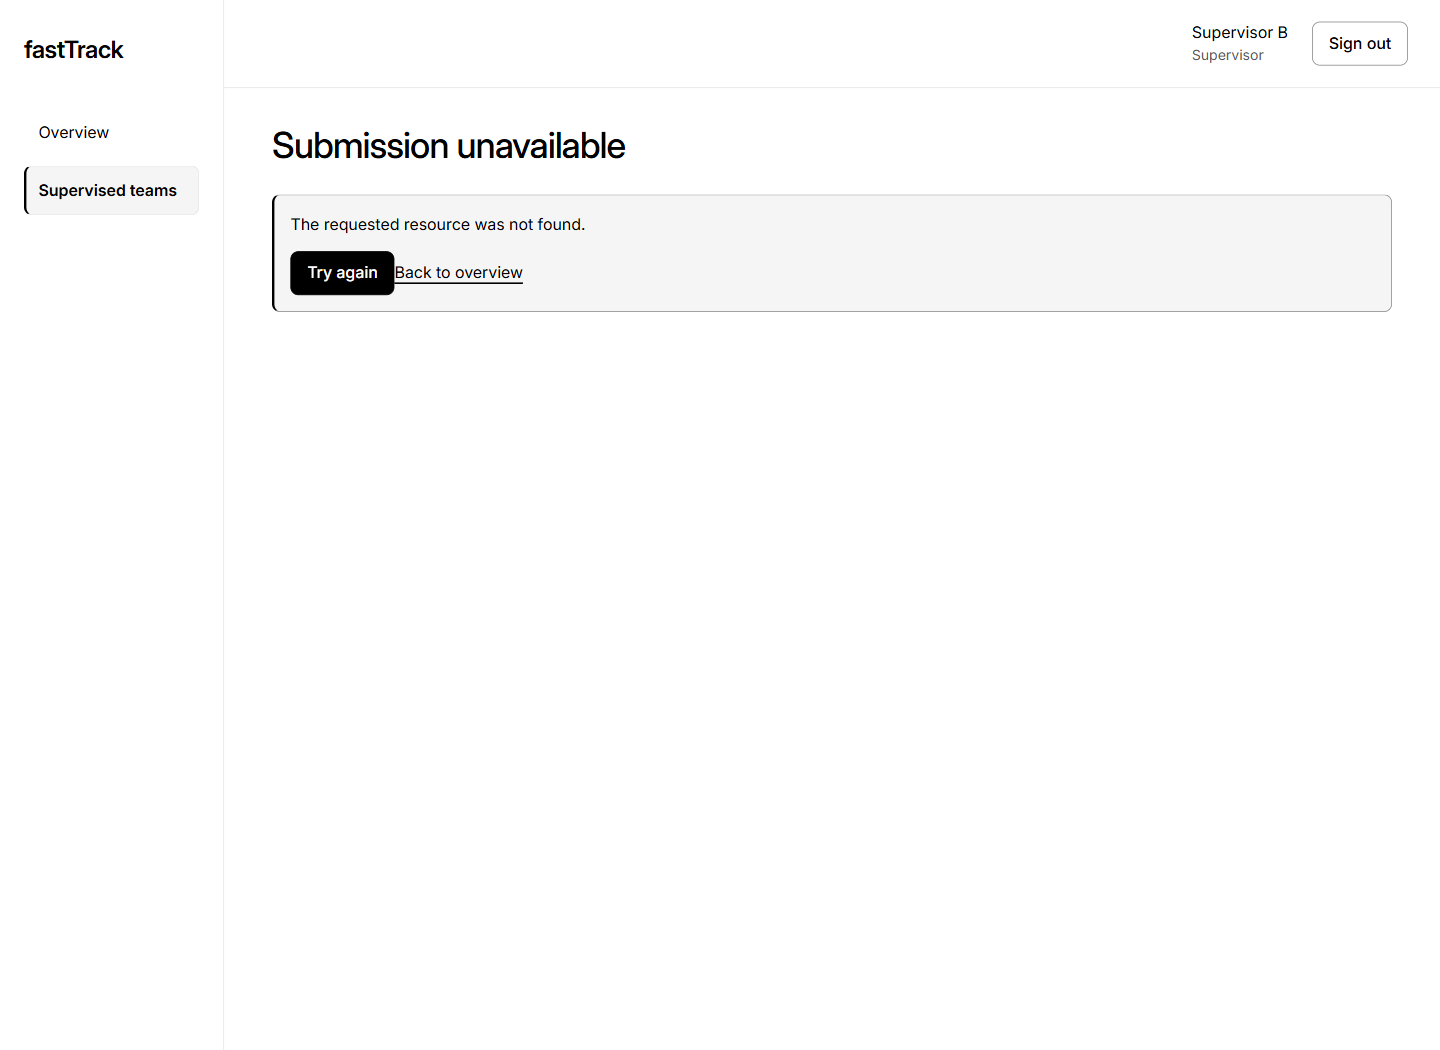 fastTrack
Overview
Supervised teams
Supervisor B
Supervisor
Sign out
Submission unavailable
The requested resource was not found.
Try again Back to overview